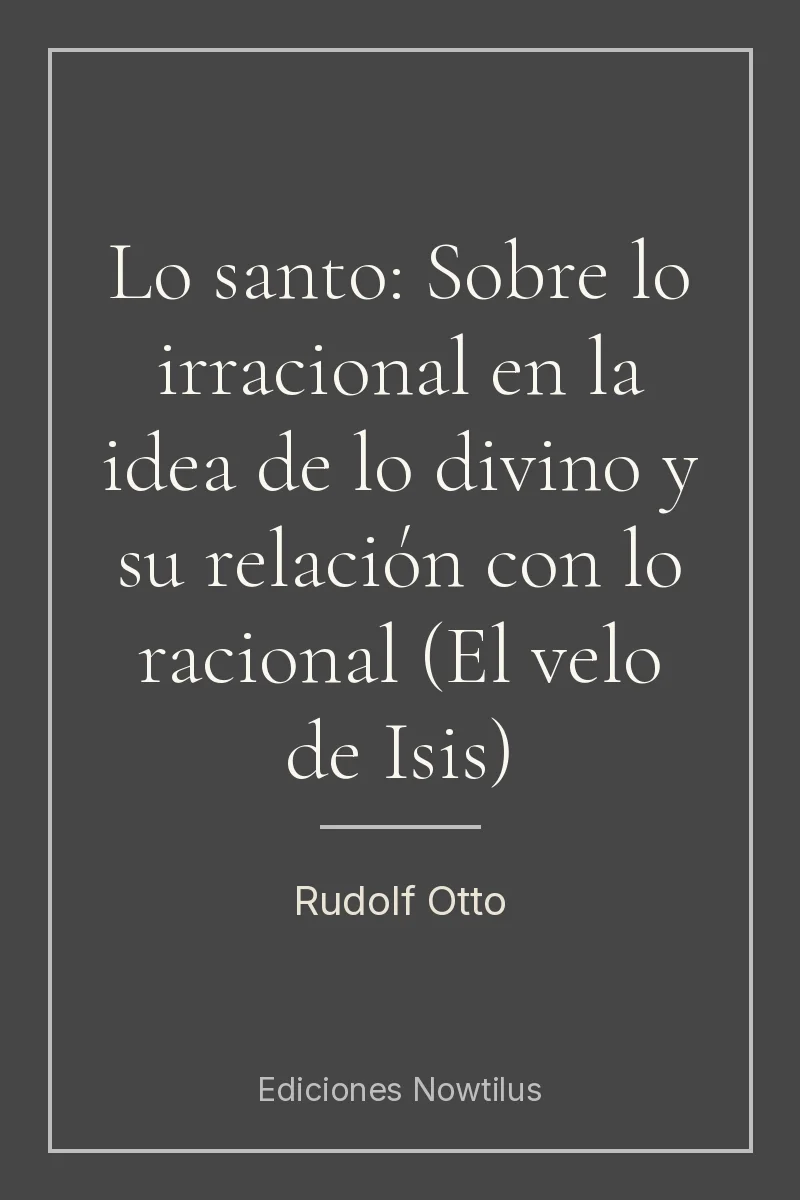 Lo santo: Sobre lo
irracional en la
idea de lo divino y
su relación con lo
racional (El velo
de Isis)
Rudolf Otto
Ediciones Nowtilus